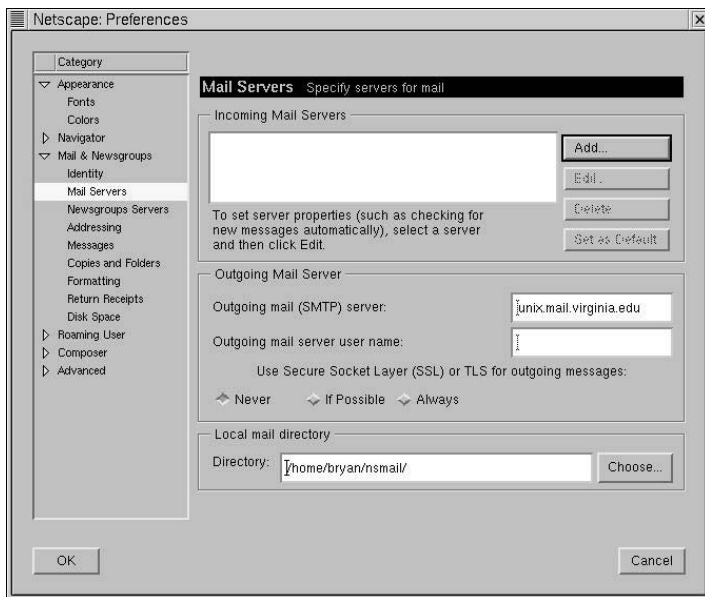 Netscape: Preferences
Category
Appearance
Fonts
Colors
Navigator
Mail & Newsgroups
Identity
Mail Servers
Newsgroups Servers
Addressing
Messages
Copies and Folders
Formatting
Return Receipts
Disk Space
Roaming User
Composer
Advanced
Mail Servers Specify servers for mail
Incoming Mail Servers
Add...
Edit...
Delete
Set as Default
To set server properties (such as checking for
new messages automatically), select a server
and then click Edit.
Outgoing Mail Server
Outgoing mail (SMTP) server: unix.mail.virginia.edu
Outgoing mail server user name:
Use Secure Socket Layer (SSL) or TLS for outgoing messages:
Never If Possible Always
Local mail directory
Directory: /home/bryan/nsmail/ Choose...
OK Cancel